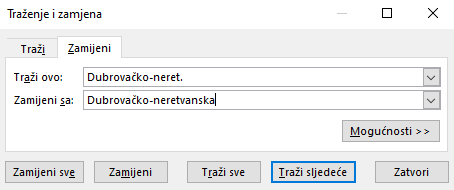 Traženje i zamjena
Traži
Zamijeni
Traži ovo: Dubrovačko-neret.
Zamijeni sa: Dubrovačko-neretvanska
Mogućnosti >>
Zamijeni sve Zamijeni Traži sve Traži sljedeće Zatvori